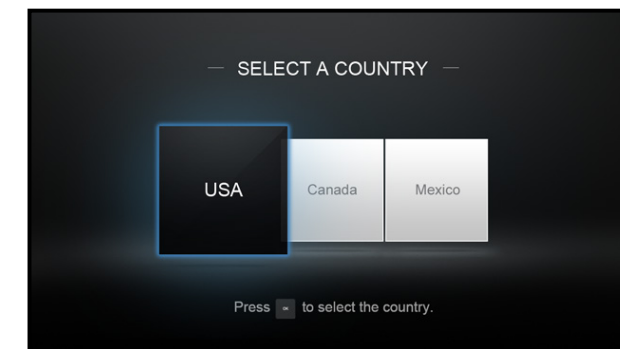 SELECT A COUNTRY
USA
Canada
Mexico
Press to select the country.